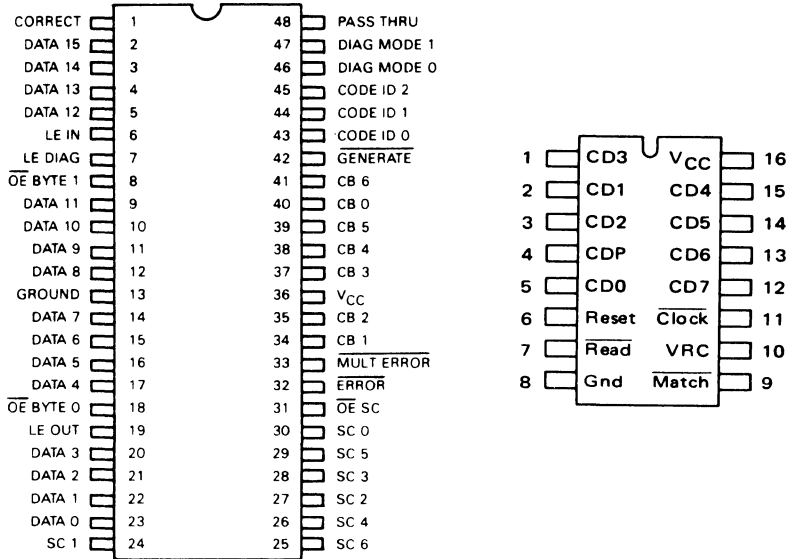 CORRECT 1 48 PASS THRU
DATA 15 2 47 DIAG MODE 1
DATA 14 3 46 DIAG MODE 0
DATA 13 4 45 CODE ID 2
DATA 12 5 44 CODE ID 1
LE IN 6 43 CODE ID 0
LE DIAG 7 42 GENERATE
OE BYTE 1 8 41 CB 6
DATA 11 9 40 CB 0
DATA 10 10 39 CB 5
DATA 9 11 38 CB 4
DATA 8 12 37 CB 3
GROUND 13 36 VCC
DATA 7 14 35 CB 2
DATA 6 15 34 CB 1
DATA 5 16 33 MULT ERROR
DATA 4 17 32 ERROR
OE BYTE 0 18 31 OE SC
LE OUT 19 30 SC 0
DATA 3 20 29 SC 5
DATA 2 21 28 SC 3
DATA 1 22 27 SC 2
DATA 0 23 26 SC 4
SC 1 24 25 SC 6
1 CD3 VCC 16
2 CD1 CD4 15
3 CD2 CD5 14
4 CDP CD6 13
5 CD0 CD7 12
6 Reset Clock 11
7 Read VRC 10
8 Gnd Match 9